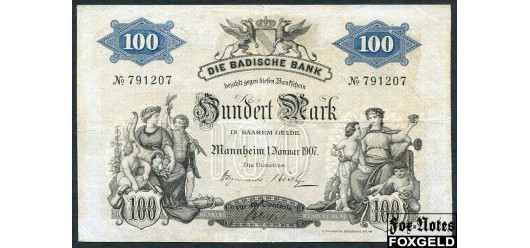 100
100
DIE BADISCHE BANK
№ 791207
№ 791207
bezahlt gegen diesen Bankschein
Hundert Mark
IN BAAREM GELDE.
Mannheim 1. Januar 1907.
Die Direction
100
100
Fox-Notes
FOXGELD